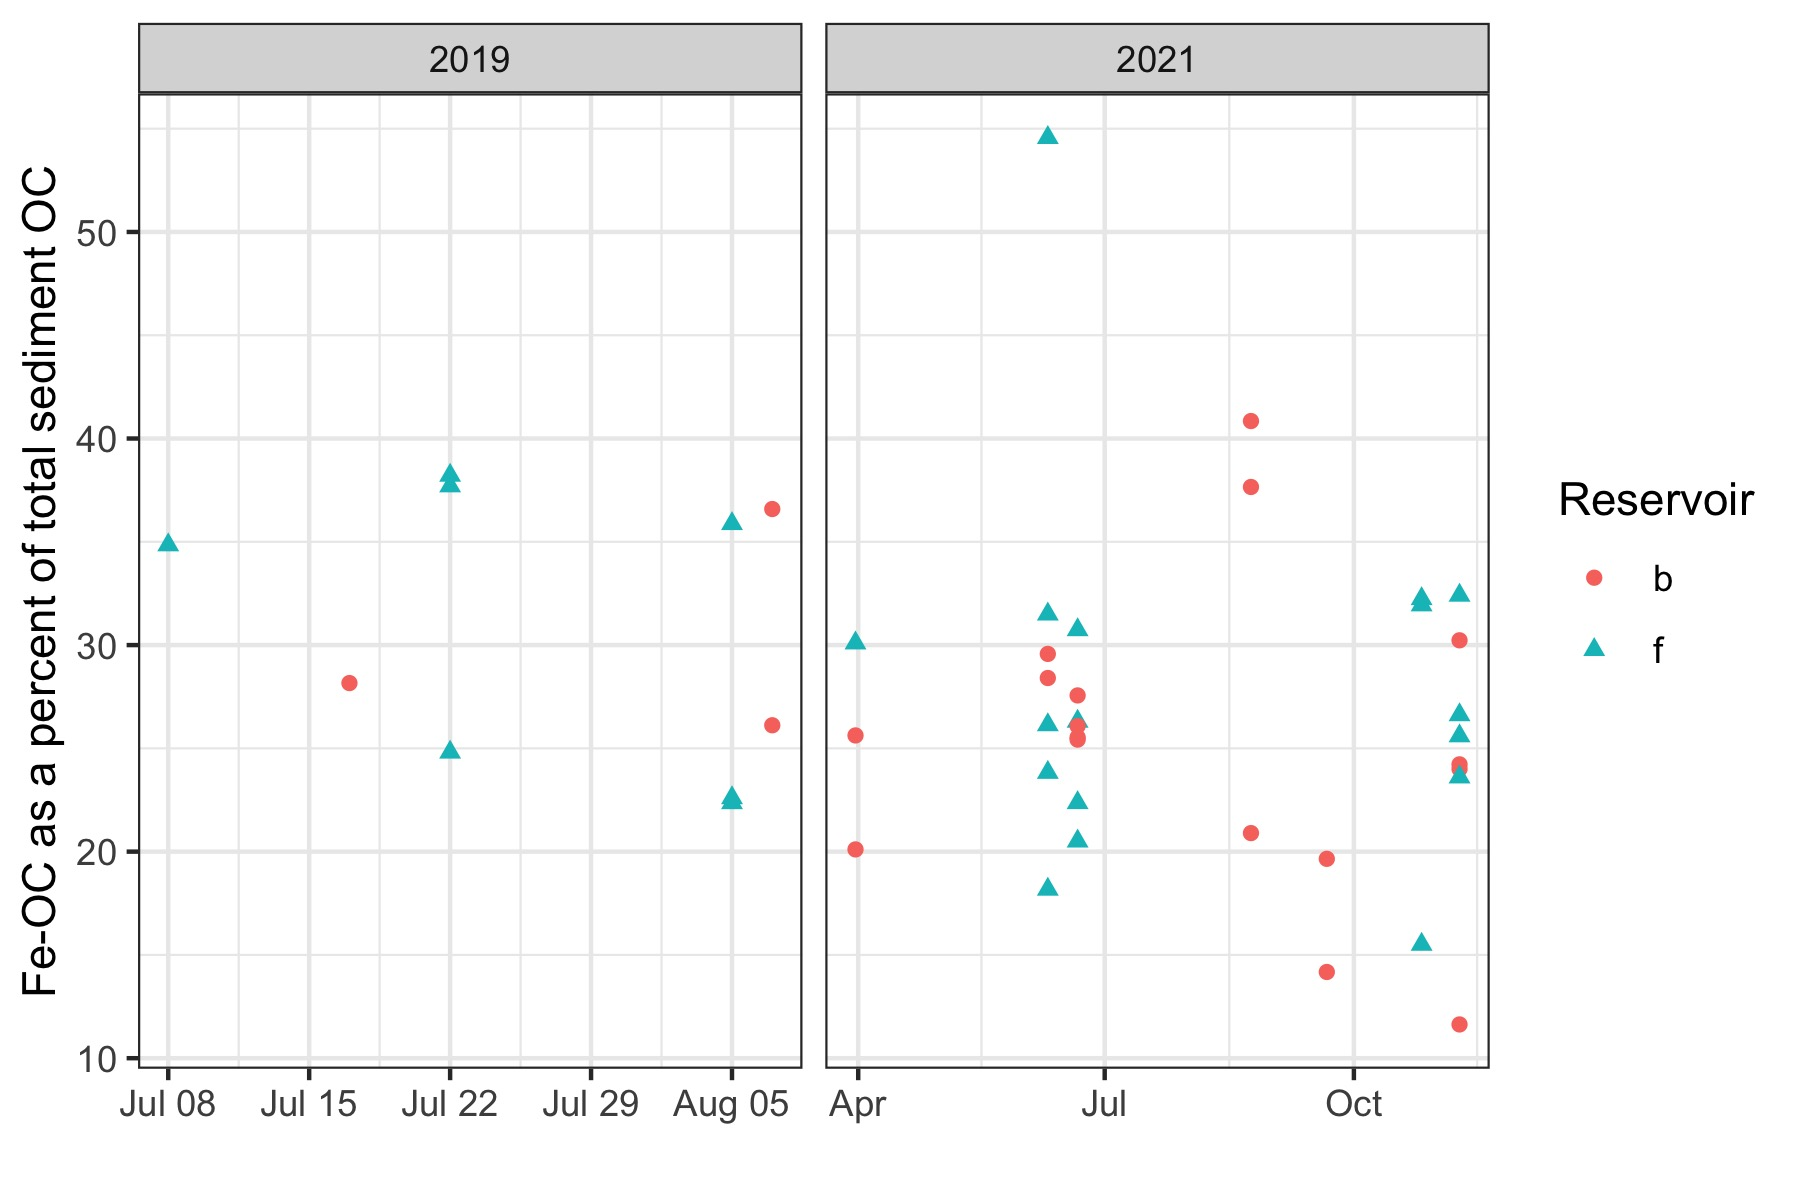 2019
2021
Fe-OC as a percent of total sediment OC
50
40
30
20
10
Jul 08
Jul 15
Jul 22
Jul 29
Aug 05
Apr
Jul
Oct
Reservoir
b
f